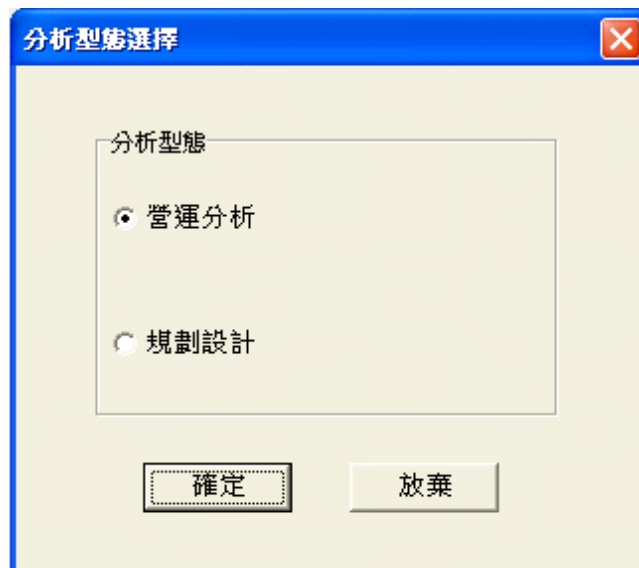 分析型態選擇
分析型態
營運分析
規劃設計
確定
放棄